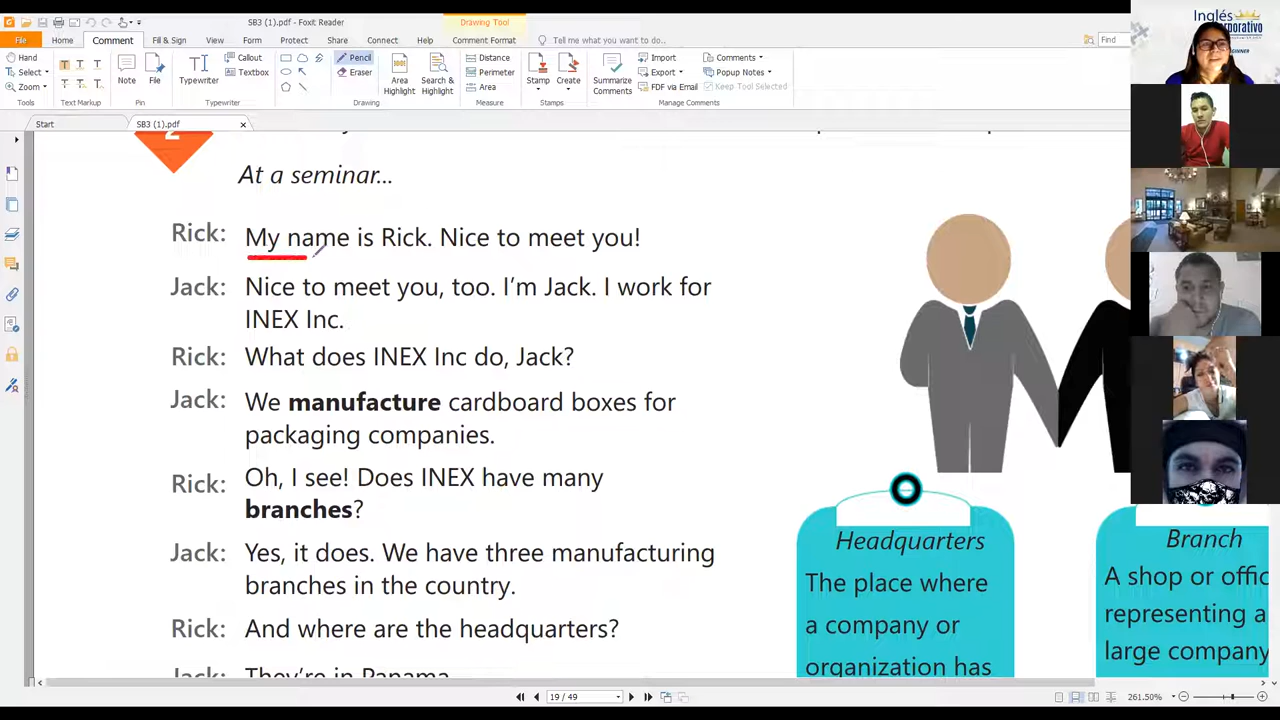 SB3 (1).pdf - Foxit Reader
Drawing Tool
File
Home
Comment
Fill & Sign
View
Form
Protect
Share
Connect
Help
Comment Format
Tell me what you want to do..
Find
Hand
Select
Zoom
Tools
Text Markup
Note
File
Pin
Typewriter
Callout
Textbox
Typewriter
Pencil
Eraser
Drawing
Area Highlight
Search & Highlight
Distance
Perimeter
Area
Measure
Stamp
Create
Stamps
Summarize Comments
Import
Export
FDF via Email
Comments
Popup Notes
Keep Tool Selected
Manage Comments
Start
SB3 (1).pdf
2
At a seminar...
Rick: My name is Rick. Nice to meet you!
Jack: Nice to meet you, too. I'm Jack. I work for
INEX Inc.
Rick: What does INEX Inc do, Jack?
Jack: We manufacture cardboard boxes for
packaging companies.
Rick: Oh, I see! Does INEX have many
branches?
Jack: Yes, it does. We have three manufacturing
branches in the country.
Rick: And where are the headquarters?
Jack: They're in Panama.
Headquarters
The place where
a company or
organization has
Branch
A shop or offic
representing a
large company
Inglés
19 / 49
261.50%